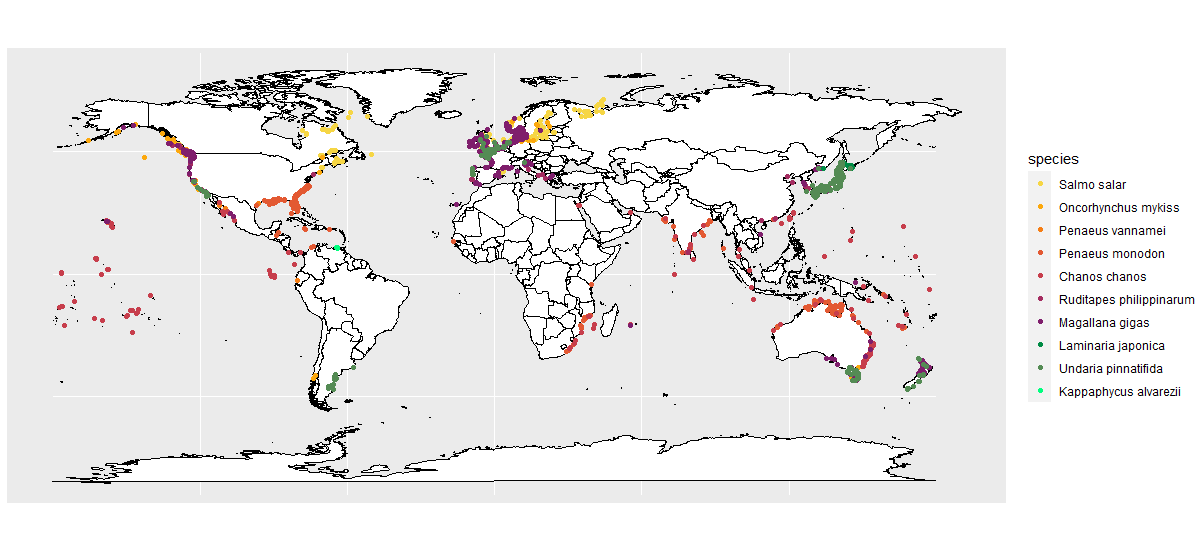 species
Salmo salar
Oncorhynchus mykiss
Penaeus vannamei
Penaeus monodon
Chanos chanos
Ruditapes philippinarum
Magallana gigas
Laminaria japonica
Undaria pinnatifida
Kappaphycus alvarezii